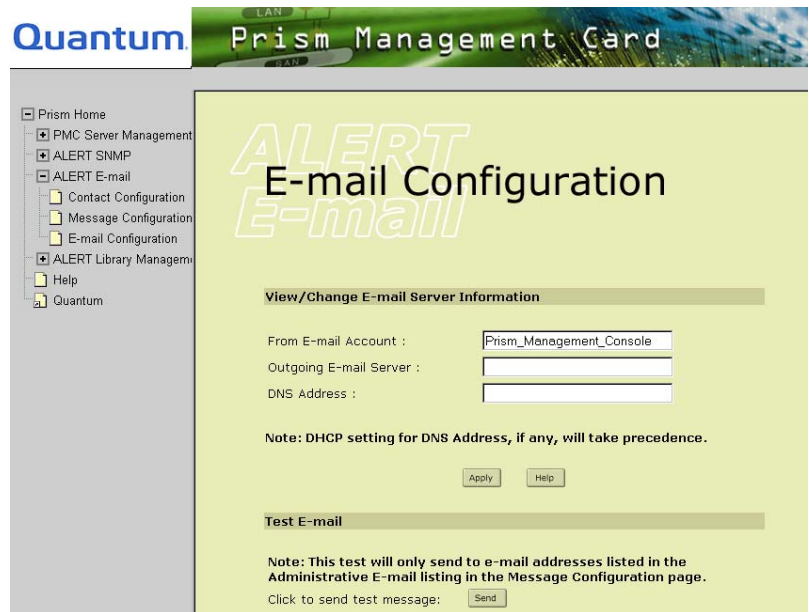 LAN
Quantum.
Prism Management Card
SAN
Prism Home
PMC Server Management
ALERT SNMP
ALERT E-mail
Contact Configuration
Message Configuration
E-mail Configuration
ALERT Library Managem
Help
Quantum
ALERT
E-mail
E-mail Configuration
View/Change E-mail Server Information
From E-mail Account : Prism_Management_Console
Outgoing E-mail Server :
DNS Address :
Note: DHCP setting for DNS Address, if any, will take precedence.
Apply Help
Test E-mail
Note: This test will only send to e-mail addresses listed in the
Administrative E-mail listing in the Message Configuration page.
Click to send test message: Send